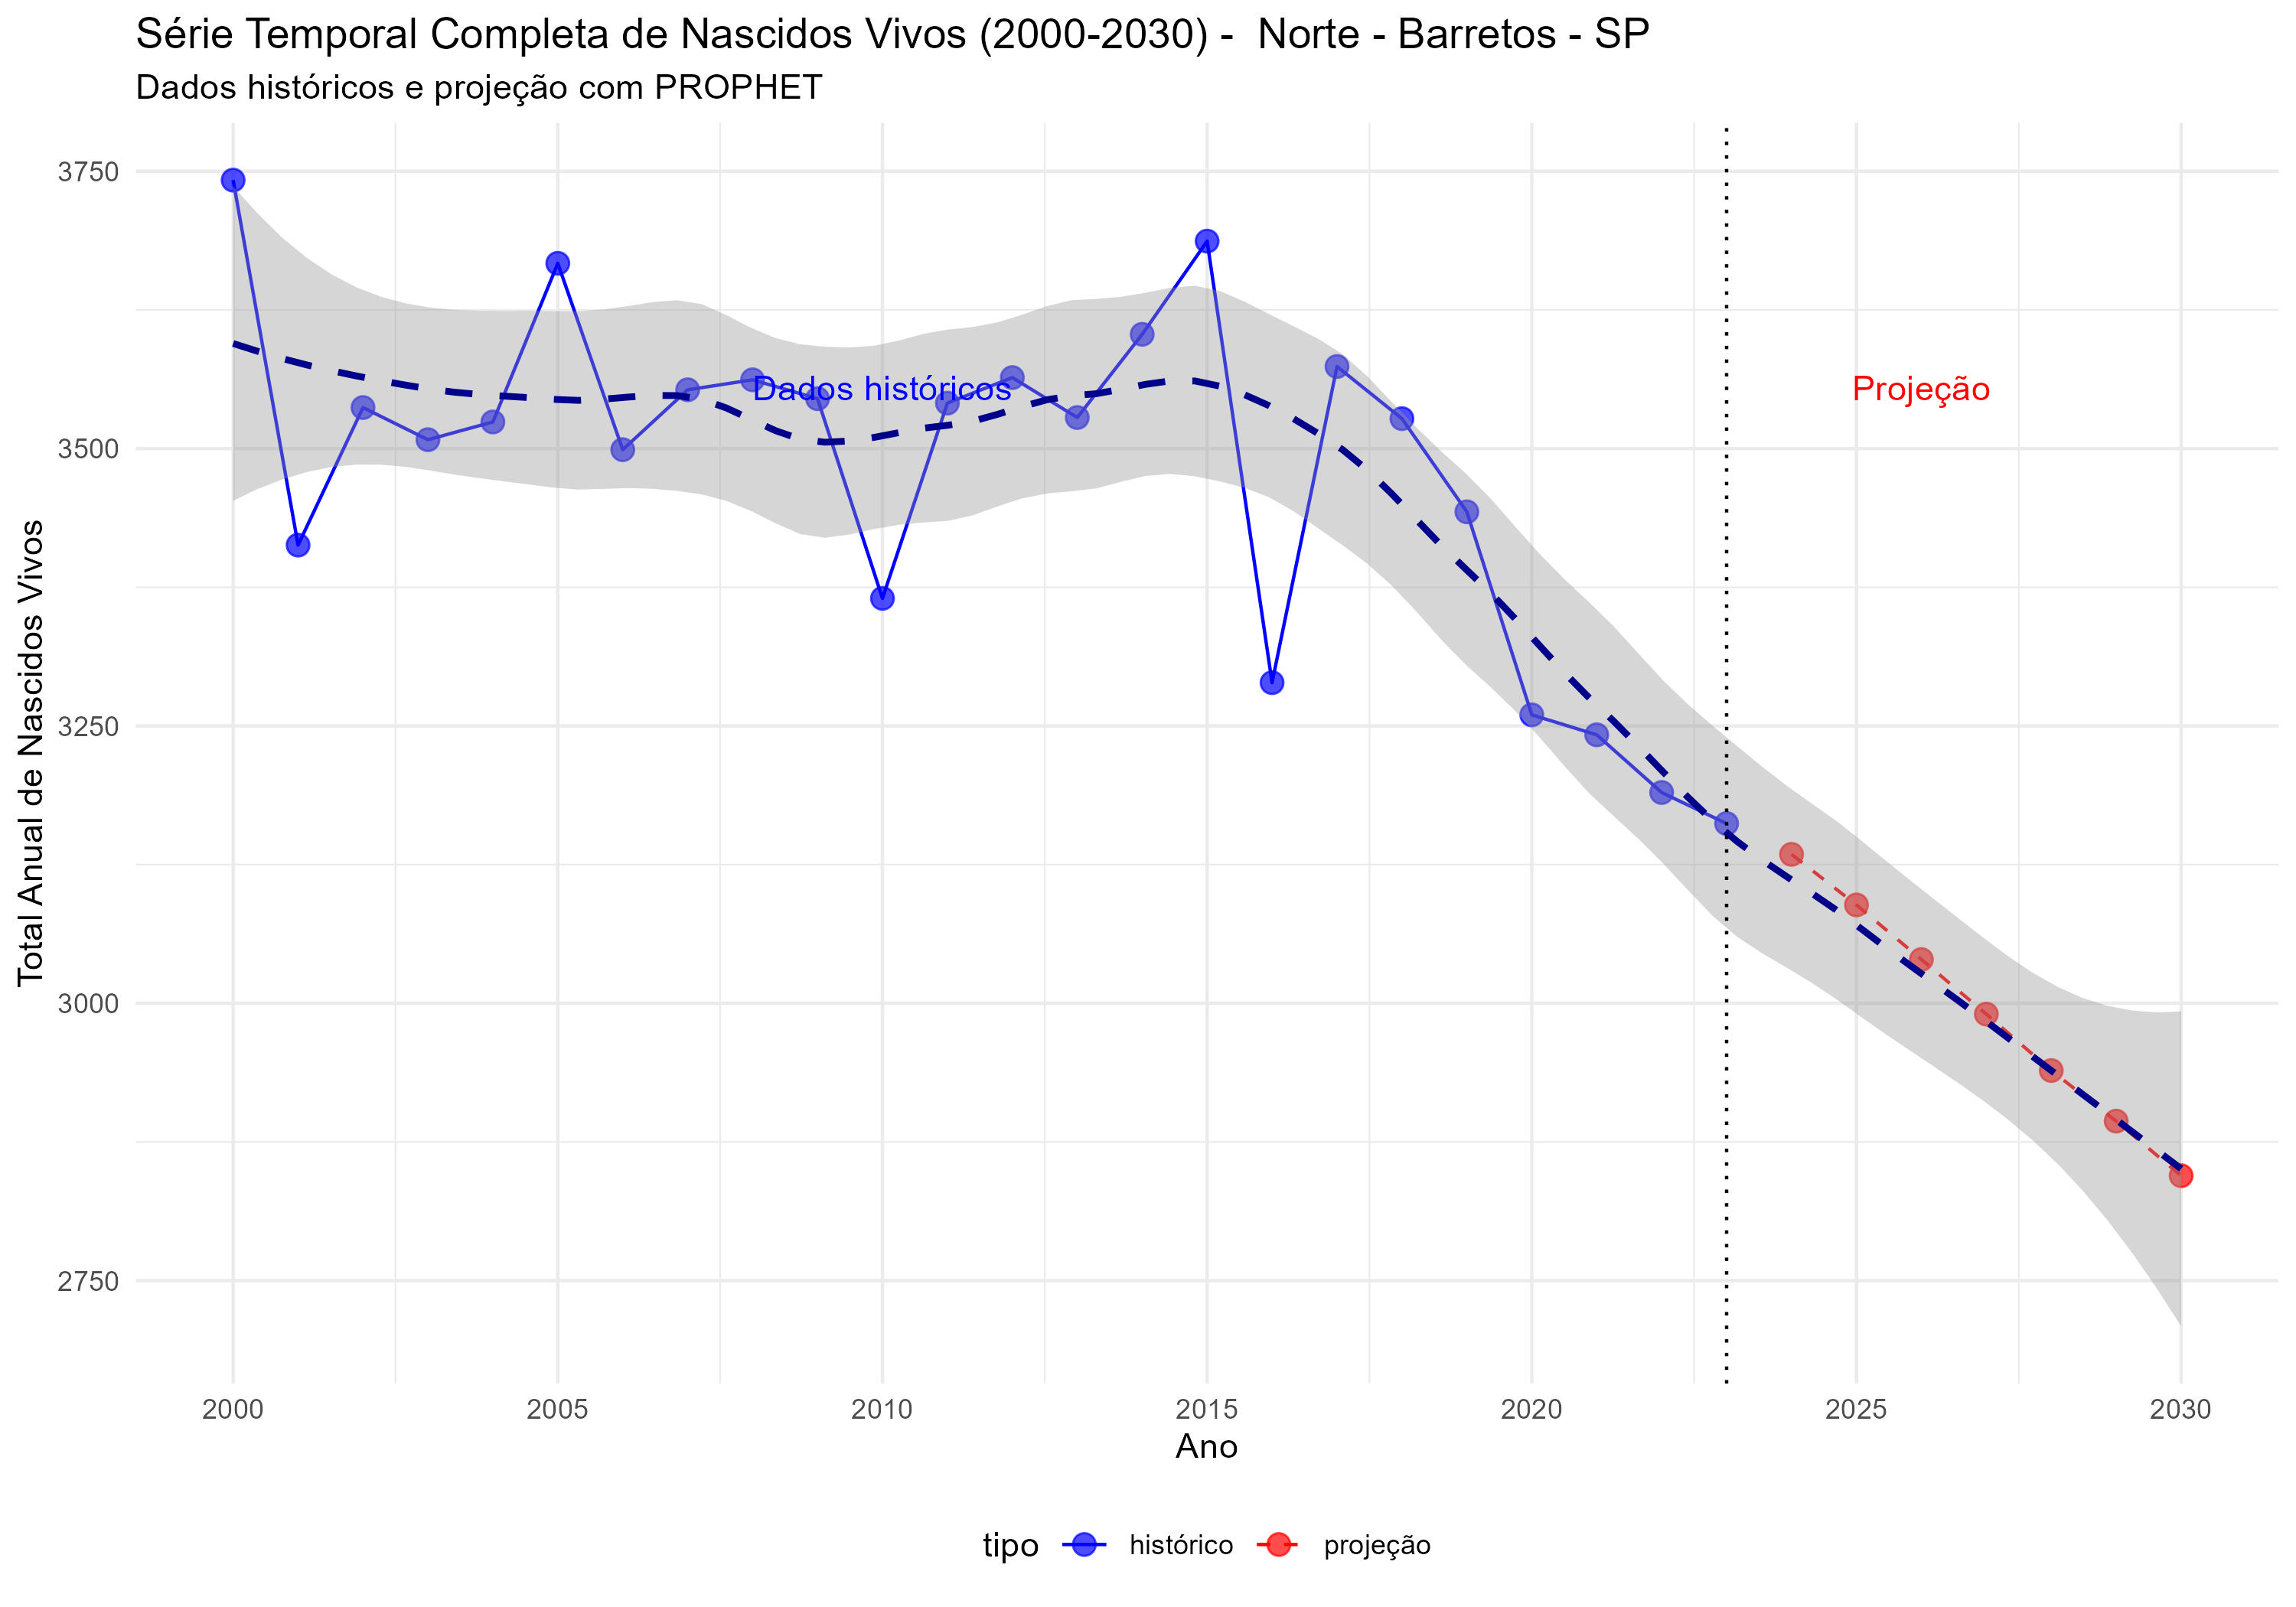 Série Temporal Completa de Nascidos Vivos (2000-2030) -  Norte - Barretos - SP
Dados históricos e projeção com PROPHET
Total Anual de Nascidos Vivos
3750
3500
3250
3000
2750
Dados históricos
Projeção
2000 2005 2010 2015 2020 2025 2030
Ano
tipo histórico projeção